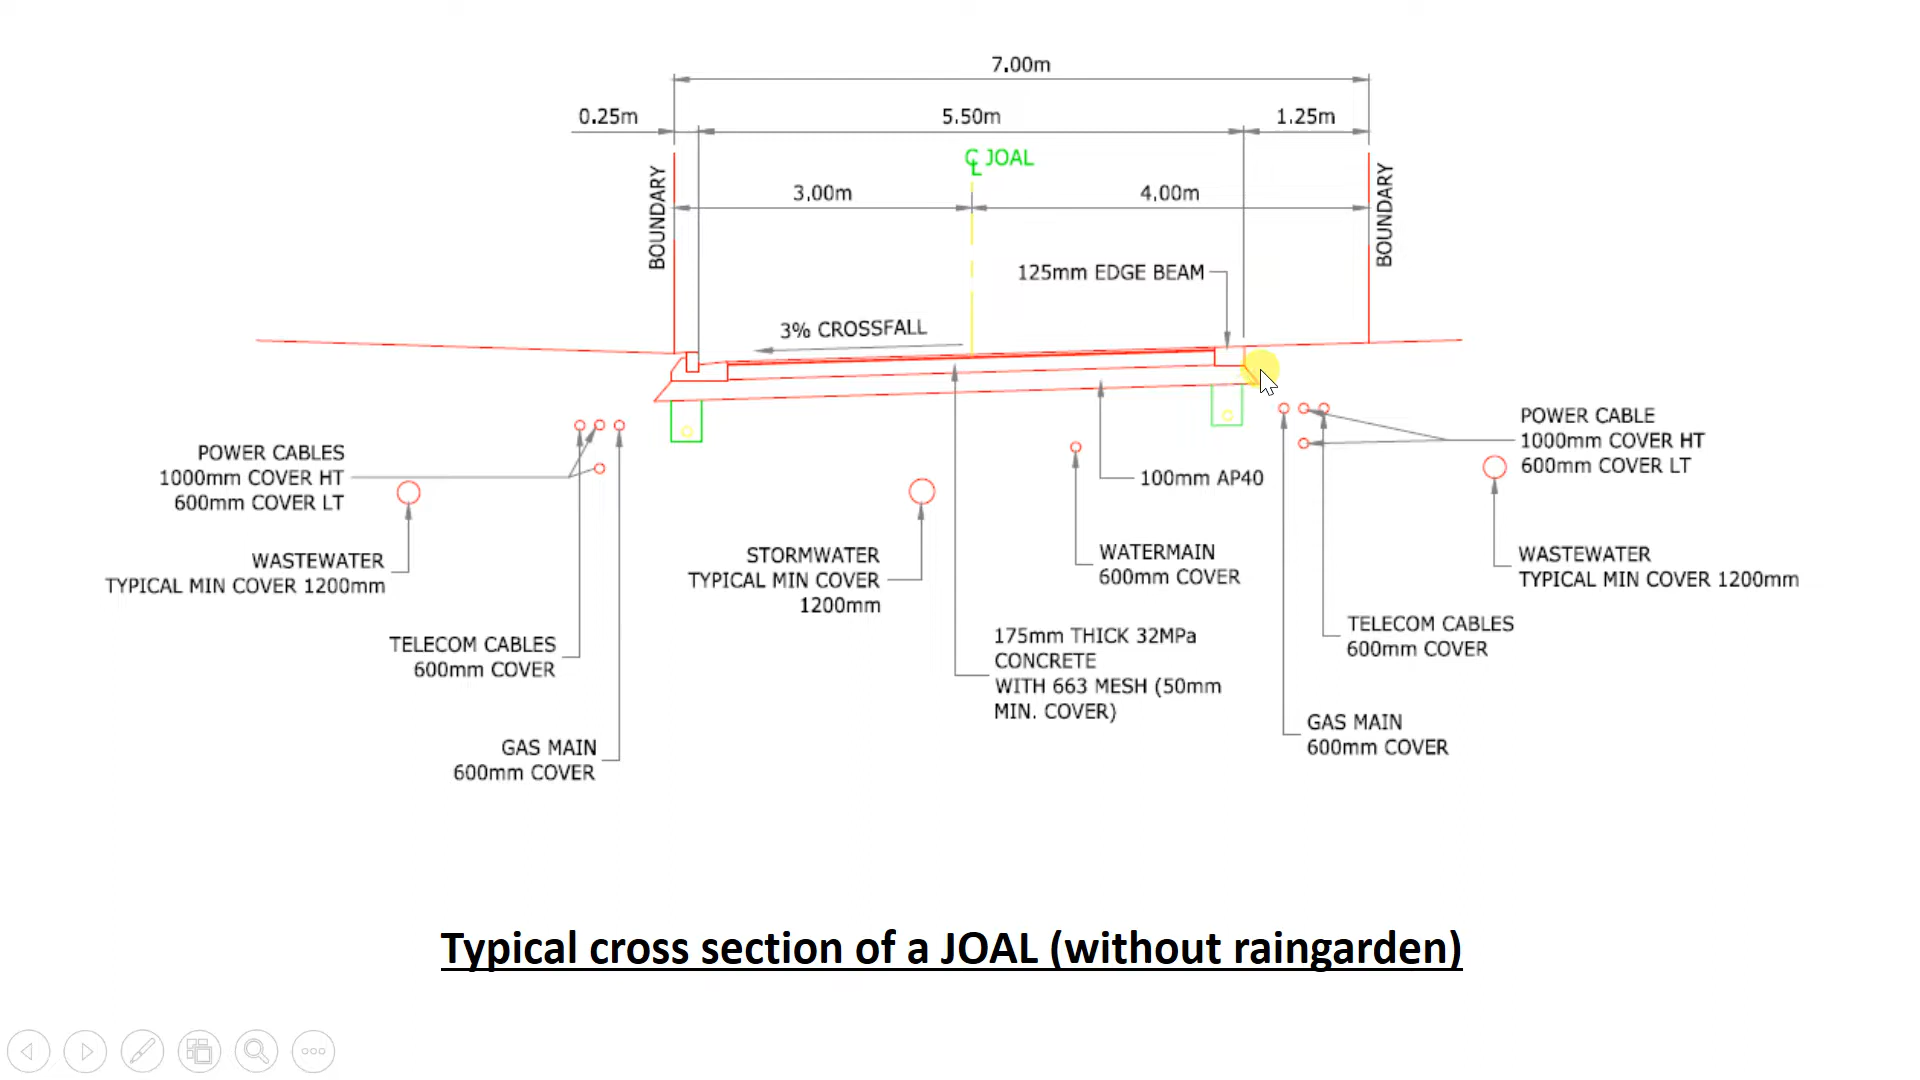 7.00m
0.25m
5.50m
1.25m
℄ JOAL
3.00m
4.00m
BOUNDARY
BOUNDARY
125mm EDGE BEAM
3% CROSSFALL
POWER CABLES
1000mm COVER HT
600mm COVER LT
POWER CABLE
1000mm COVER HT
600mm COVER LT
100mm AP40
WASTEWATER
TYPICAL MIN COVER 1200mm
STORMWATER
TYPICAL MIN COVER
1200mm
WATERMAIN
600mm COVER
WASTEWATER
TYPICAL MIN COVER 1200mm
TELECOM CABLES
600mm COVER
175mm THICK 32MPa
CONCRETE
WITH 663 MESH (50mm
MIN. COVER)
TELECOM CABLES
600mm COVER
GAS MAIN
600mm COVER
GAS MAIN
600mm COVER
Typical cross section of a JOAL (without raingarden)